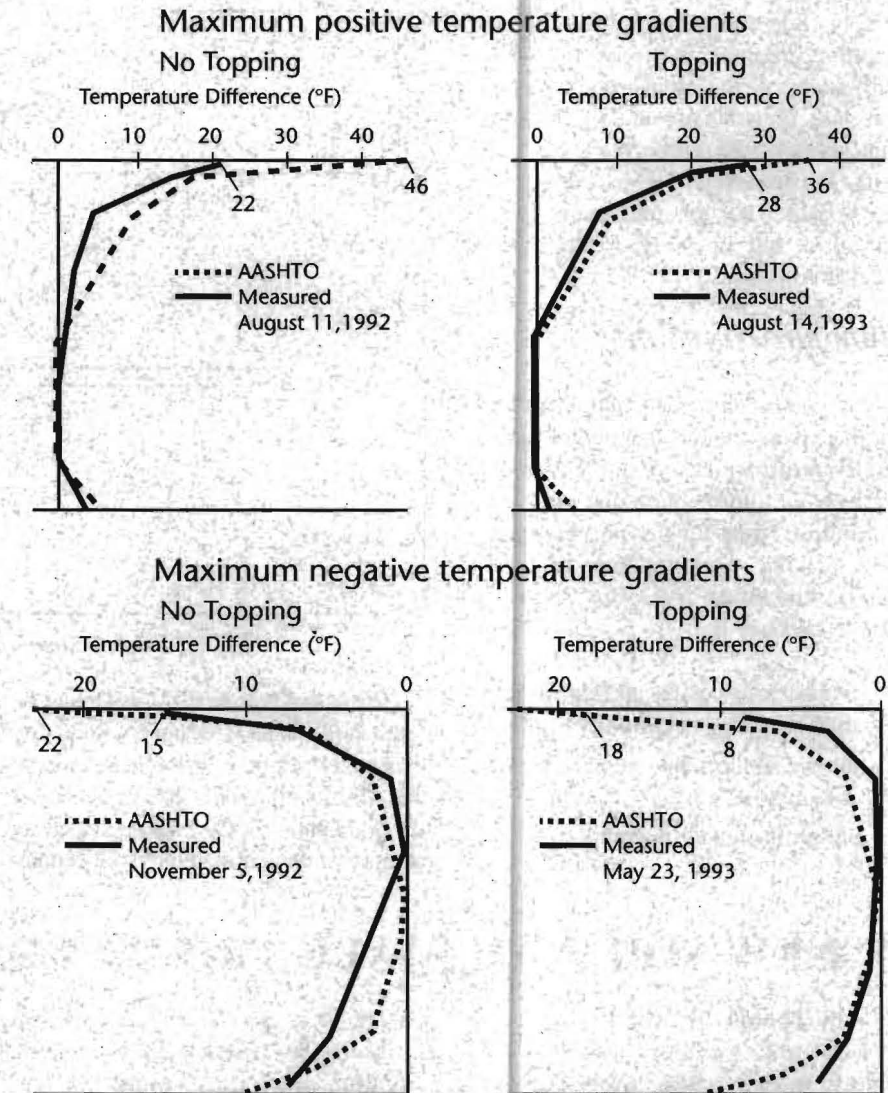 Maximum positive temperature gradients
No Topping
Temperature Difference (°F)
0 10 20 30 40
22
46
AASHTO
Measured
August 11,1992
Topping
Temperature Difference (°F)
0 10 20 30 40
28
36
AASHTO
Measured
August 14,1993
Maximum negative temperature gradients
No Topping
Temperature Difference (°F)
20 10 0
22
15
AASHTO
Measured
November 5,1992
Topping
Temperature Difference (°F)
20 10 0
18
8
AASHTO
Measured
May 23, 1993